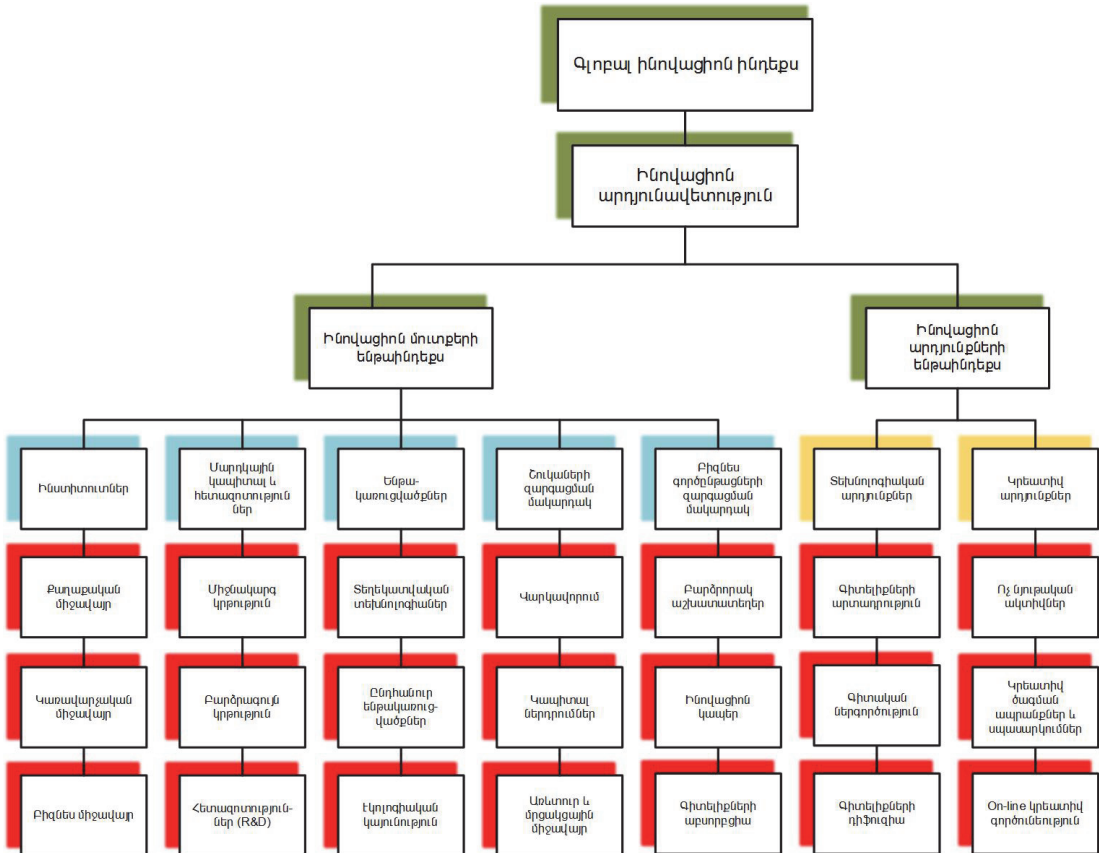 Գլոբալ ինովացիոն ինդեքս
Ինովացիոն
արդյունավետություն
Ինովացիոն մուտքերի
ենթաինդեքս
Ինովացիոն
արդյունքների
ենթաինդեքս
Ինստիտուտներ
Մարդկային
կապիտալ և
հետազոտություն
ներ
Ենթա-
կառուցվածքներ
Շուկաների
զարգացման
մակարդակ
Բիզնես
գործընթացների
զարգացման
մակարդակ
Տեխնոլոգիական
արդյունքներ
Կրեատիվ
արդյունքներ
Քաղաքական
միջավայր
Միջնակարգ
կրթություն
Տեղեկատվական
տեխնոլոգիաներ
Վարկավորում
Բարձրորակ
աշխատատեղեր
Գիտելիքների
արտադրություն
Ոչ նյութական
ակտիվներ
Կառավարչական
միջավայր
Բարձրագույն
կրթություն
Ընդհանուր
ենթակառուց-
վածքներ
Կապիտալ
ներդրումներ
Ինովացիոն
կապեր
Գիտական
ներգործություն
Կրեատիվ
ծագման
ապրանքներ և
սպասարկումներ
Բիզնես միջավայր
Հետազոտություն-
ներ (R&D)
Էկոլոգիական
կայունություն
Առևտուր և
մրցակցային
միջավայր
Գիտելիքների
աբսորբցիա
Գիտելիքների
դիֆուզիա
On-line կրեատիվ
գործունեություն